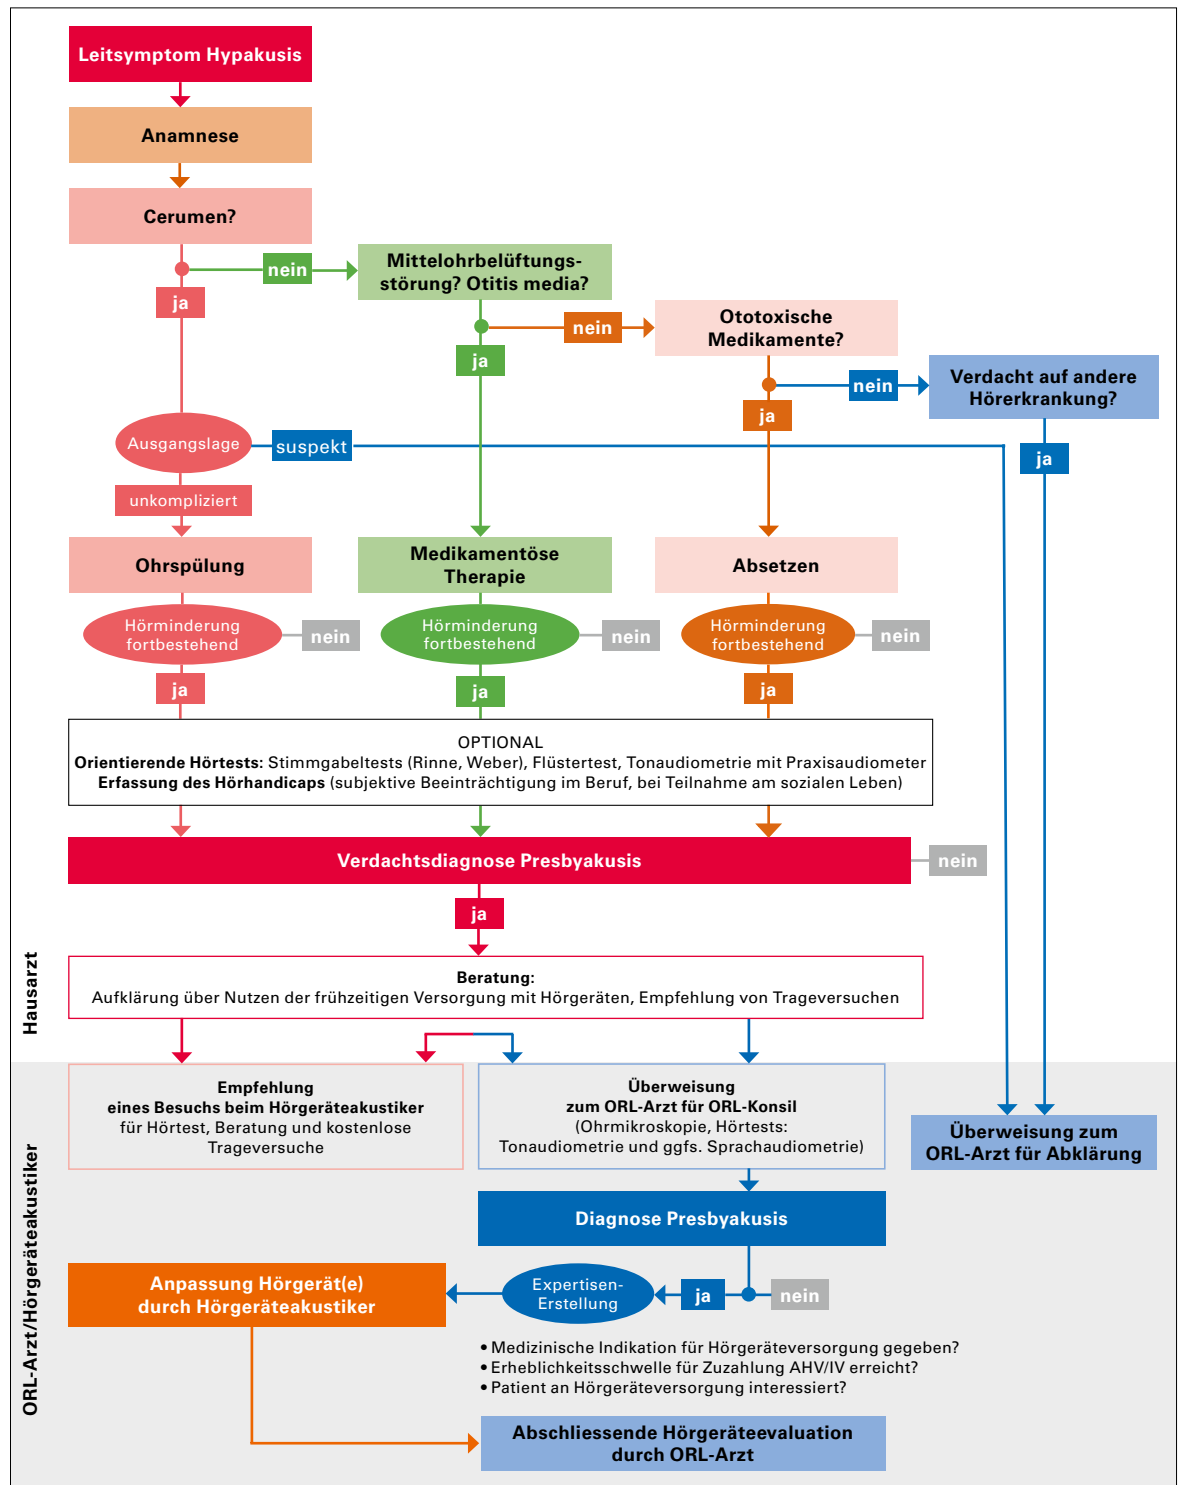 Leitsymptom Hypakusis
Anamnese
Cerumen?
nein
ja
Mittelohrbelüftungs-
störung? Otitis media?
nein
ja
Ototoxische
Medikamente?
nein
ja
Verdacht auf andere
Hörerkrankung?
ja
Ausgangslage
suspekt
unkompliziert
Ohrspülung
Medikamentöse
Therapie
Absetzen
Hörminderung
fortbestehend
nein
Hörminderung
fortbestehend
nein
Hörminderung
fortbestehend
nein
ja
ja
ja
OPTIONAL
Orientierende Hörtests: Stimmgabeltests (Rinne, Weber), Flüstertest, Tonaudiometrie mit Praxisaudiometer
Erfassung des Hörhandicaps (subjektive Beeinträchtigung im Beruf, bei Teilnahme am sozialen Leben)
Verdachtsdiagnose Presbyakusis
nein
ja
Beratung:
Aufklärung über Nutzen der frühzeitigen Versorgung mit Hörgeräten, Empfehlung von Trageversuchen
Hausarzt
Empfehlung
eines Besuchs beim Hörgeräteakustiker
für Hörtest, Beratung und kostenlose
Trageversuche
Überweisung
zum ORL-Arzt für ORL-Konsil
(Ohrmikroskopie, Hörtests:
Tonaudiometrie und ggfs. Sprachaudiometrie)
Überweisung zum
ORL-Arzt für Abklärung
Diagnose Presbyakusis
Anpassung Hörgerät(e)
durch Hörgeräteakustiker
Expertisen-
Erstellung
ja
nein
• Medizinische Indikation für Hörgeräteversorgung gegeben?
• Erheblichkeitsschwelle für Zuzahlung AHV/IV erreicht?
• Patient an Hörgeräteversorgung interessiert?
Abschliessende Hörgeräteevaluation
durch ORL-Arzt
ORL-Arzt/Hörgeräteakustiker